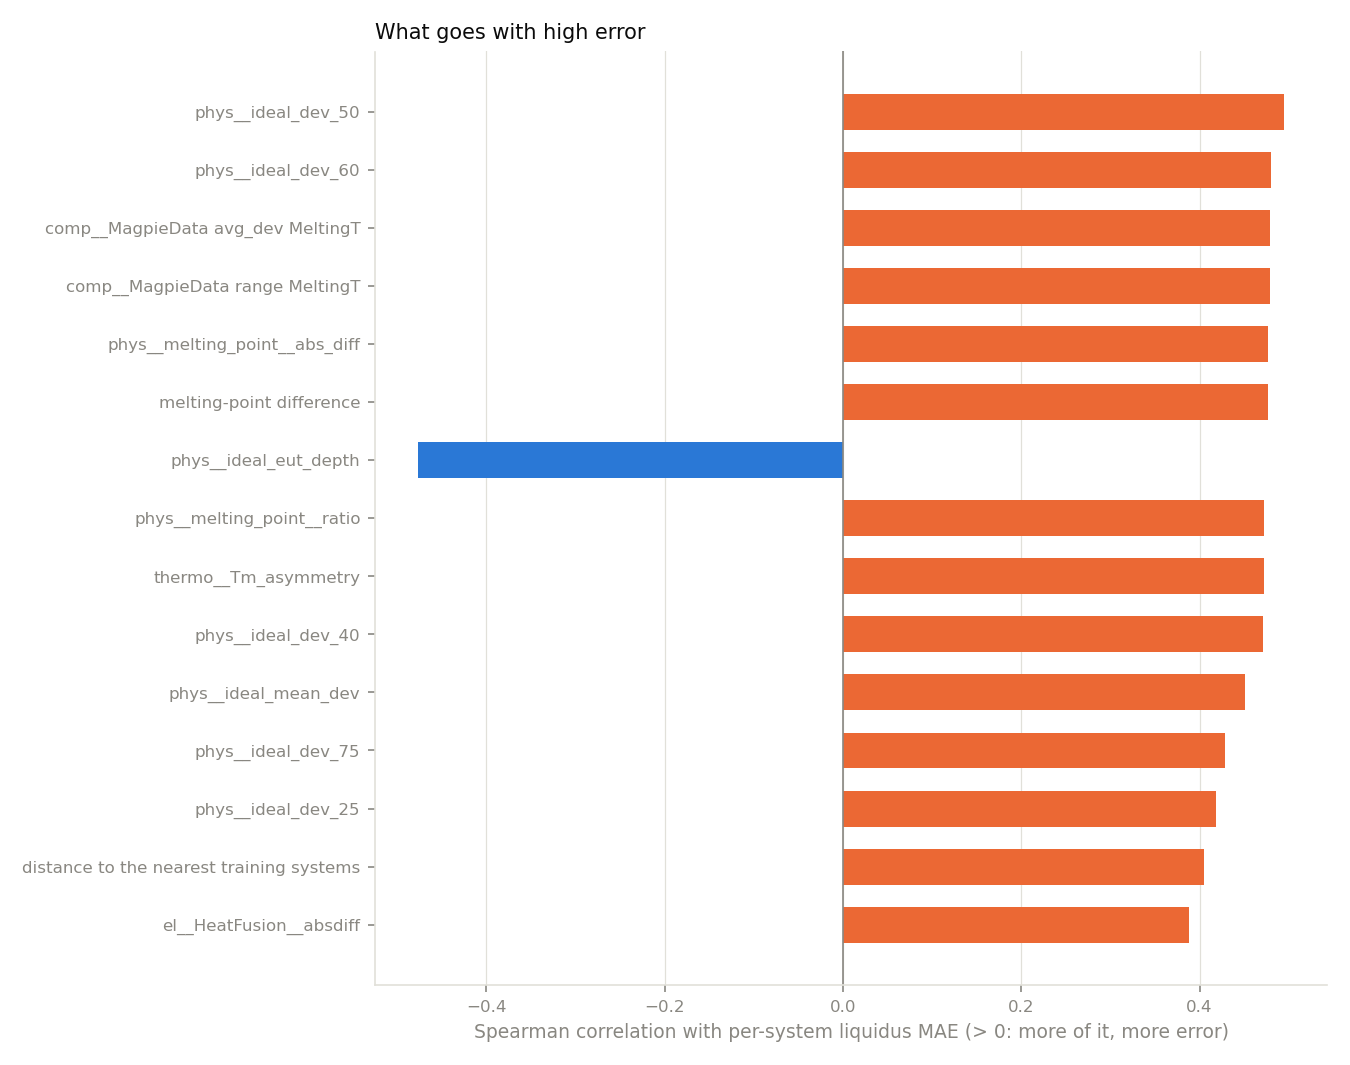 What goes with high error
phys__ideal_dev_50
phys__ideal_dev_60
comp__MagpieData avg_dev MeltingT
comp__MagpieData range MeltingT
phys__melting_point__abs_diff
melting-point difference
phys__ideal_eut_depth
phys__melting_point__ratio
thermo__Tm_asymmetry
phys__ideal_dev_40
phys__ideal_mean_dev
phys__ideal_dev_75
phys__ideal_dev_25
distance to the nearest training systems
el__HeatFusion__absdiff
−0.4 −0.2 0.0 0.2 0.4
Spearman correlation with per-system liquidus MAE (> 0: more of it, more error)